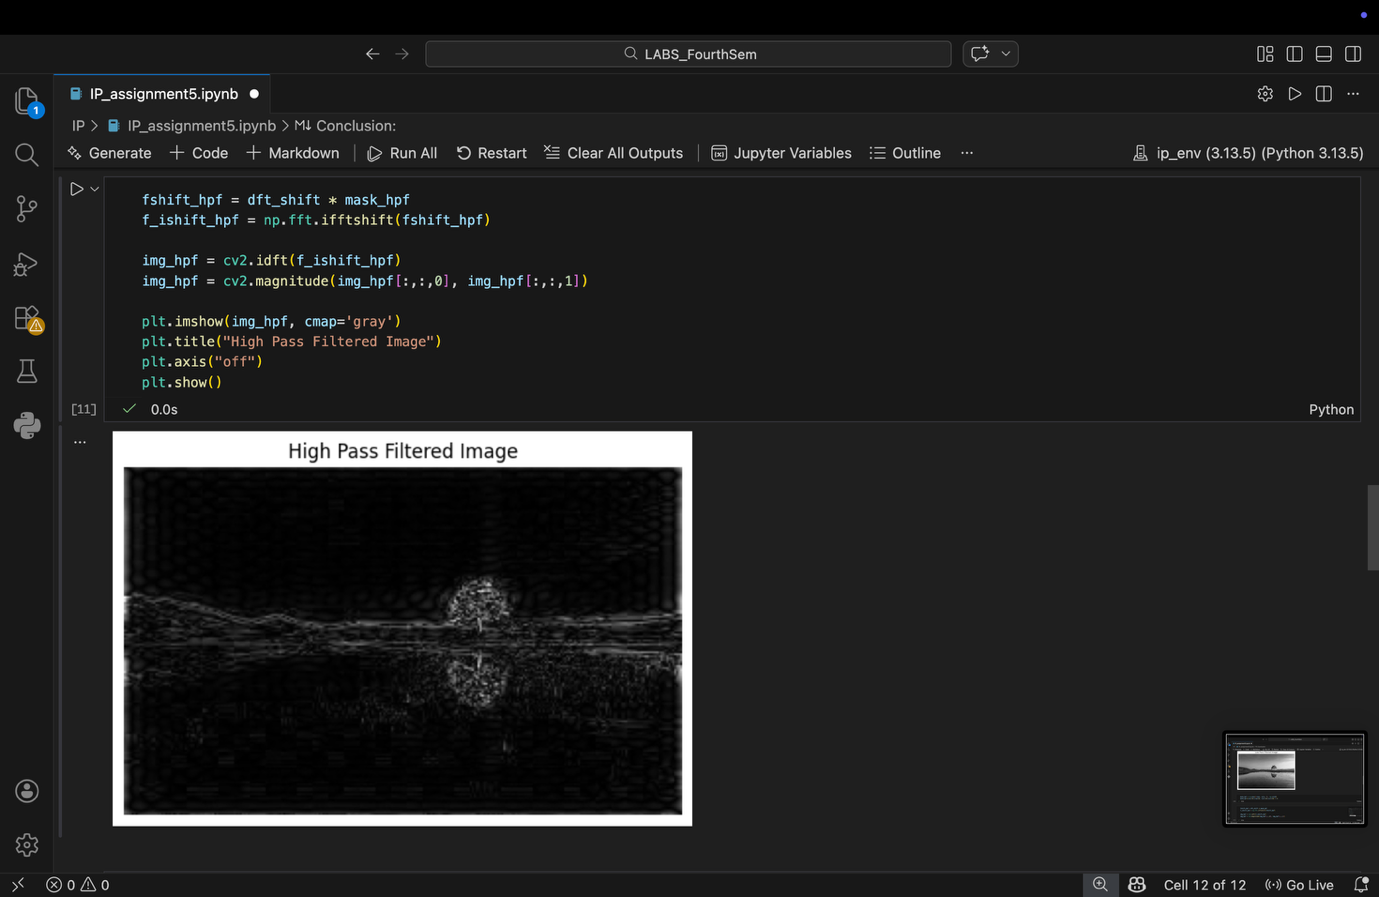 LABS_FourthSem
IP_assignment5.ipynb
1
IP > IP_assignment5.ipynb > M↓ Conclusion:
Generate + Code + Markdown | Run All Restart Clear All Outputs | Jupyter Variables Outline ... ip_env (3.13.5) (Python 3.13.5)
fshift_hpf = dft_shift * mask_hpf
f_ishift_hpf = np.fft.ifftshift(fshift_hpf)
img_hpf = cv2.idft(f_ishift_hpf)
img_hpf = cv2.magnitude(img_hpf[:,:,0], img_hpf[:,:,1])
plt.imshow(img_hpf, cmap='gray')
plt.title("High Pass Filtered Image")
plt.axis("off")
plt.show()
[11] 0.0s Python
...
High Pass Filtered Image
0 0 Cell 12 of 12 Go Live